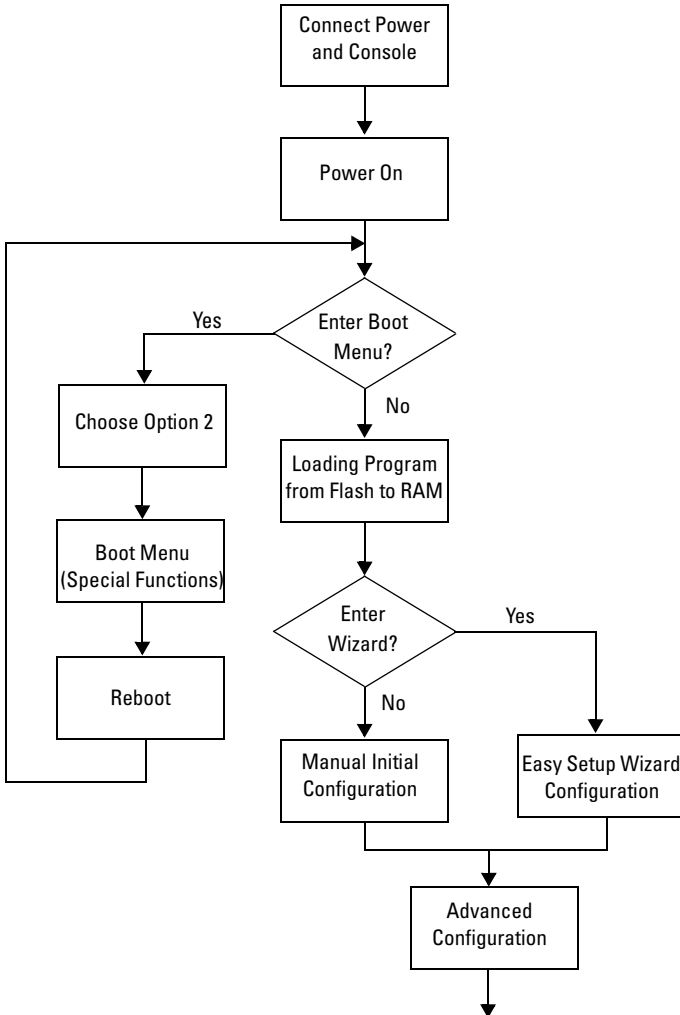 Connect Power
and Console
Power On
Enter Boot
Menu?
Yes
No
Choose Option 2
Loading Program
from Flash to RAM
Boot Menu
(Special Functions)
Enter
Wizard?
Yes
No
Reboot
Manual Initial
Configuration
Easy Setup Wizard
Configuration
Advanced
Configuration